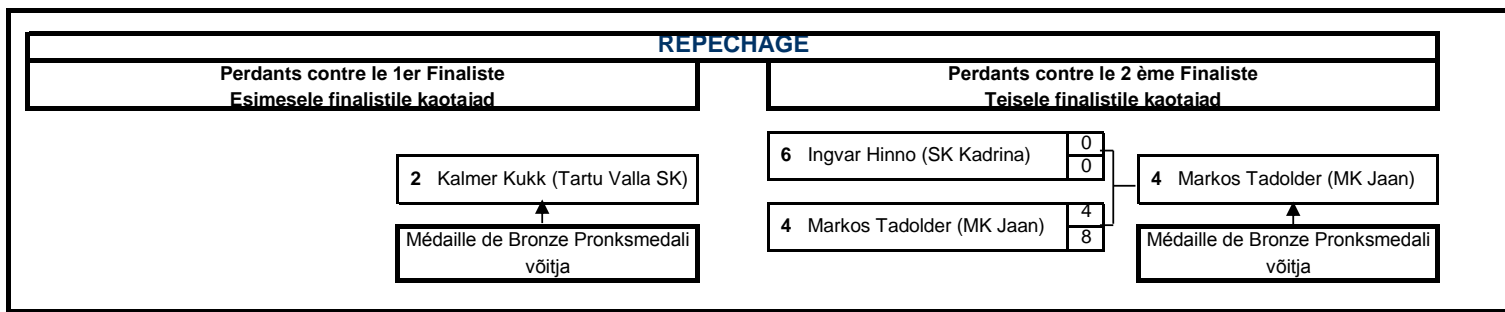 REPECHAGE
Perdants contre le 1er Finaliste
Esimesele finalistile kaotajad
Perdants contre le 2 ème Finaliste
Teisele finalistile kaotajad
2 Kalmer Kukk (Tartu Valla SK)
Médaille de Bronze Pronksmedali
võitja
6 Ingvar Hinno (SK Kadrina) 0
0
4 Markos Tadolder (MK Jaan) 4
8
4 Markos Tadolder (MK Jaan)
Médaille de Bronze Pronksmedali
võitja